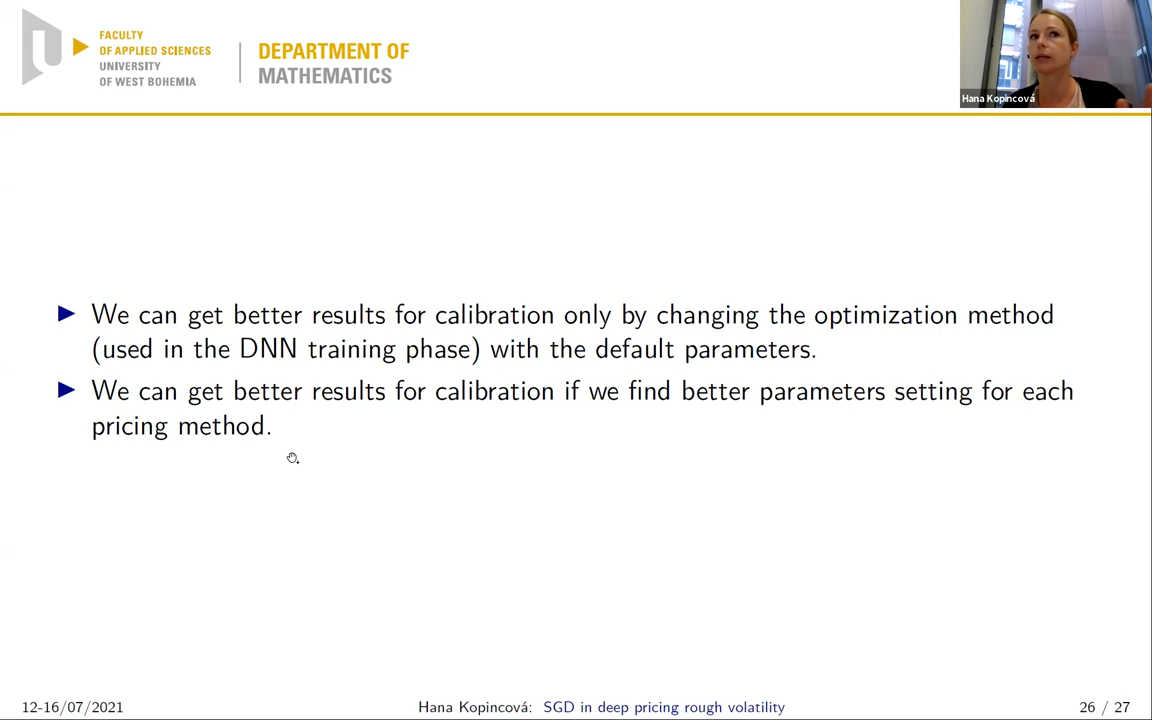 FACULTY
OF APPLIED SCIENCES
UNIVERSITY
OF WEST BOHEMIA
DEPARTMENT OF
MATHEMATICS
Hana Kopincová
We can get better results for calibration only by changing the optimization method
(used in the DNN training phase) with the default parameters.
We can get better results for calibration if we find better parameters setting for each
pricing method.
12-16/07/2021
Hana Kopincová: SGD in deep pricing rough volatility
26 / 27